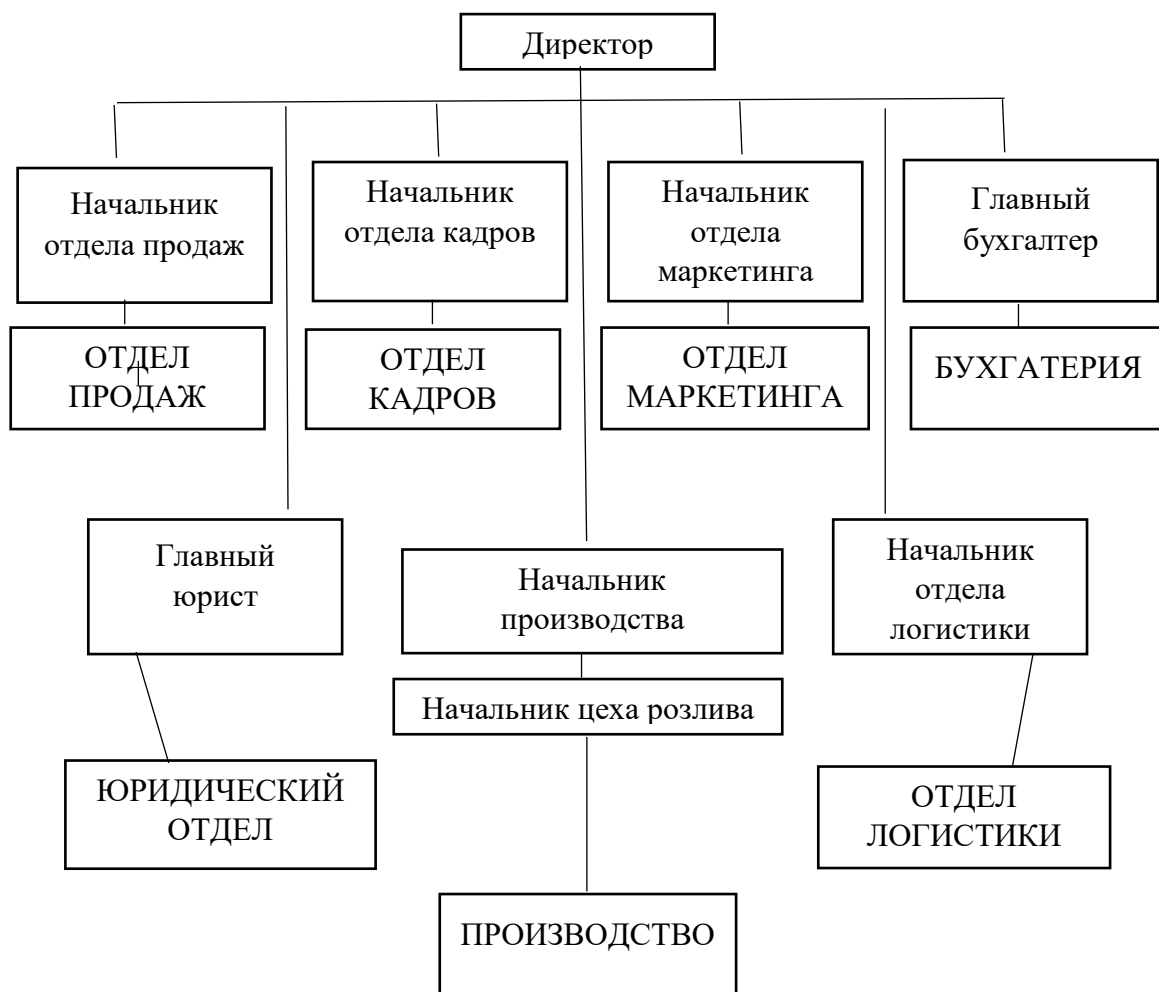 Директор
Начальник
отдела продаж
Начальник
отдела кадров
Начальник
отдела
маркетинга
Главный
бухгалтер
ОТДЕЛ
ПРОДАЖ
ОТДЕЛ
КАДРОВ
ОТДЕЛ
МАРКЕТИНГА
БУХГАТЕРИЯ
Главный
юрист
Начальник
производства
Начальник
отдела
логистики
Начальник цеха розлива
ЮРИДИЧЕСКИЙ
ОТДЕЛ
ОТДЕЛ
ЛОГИСТИКИ
ПРОИЗВОДСТВО